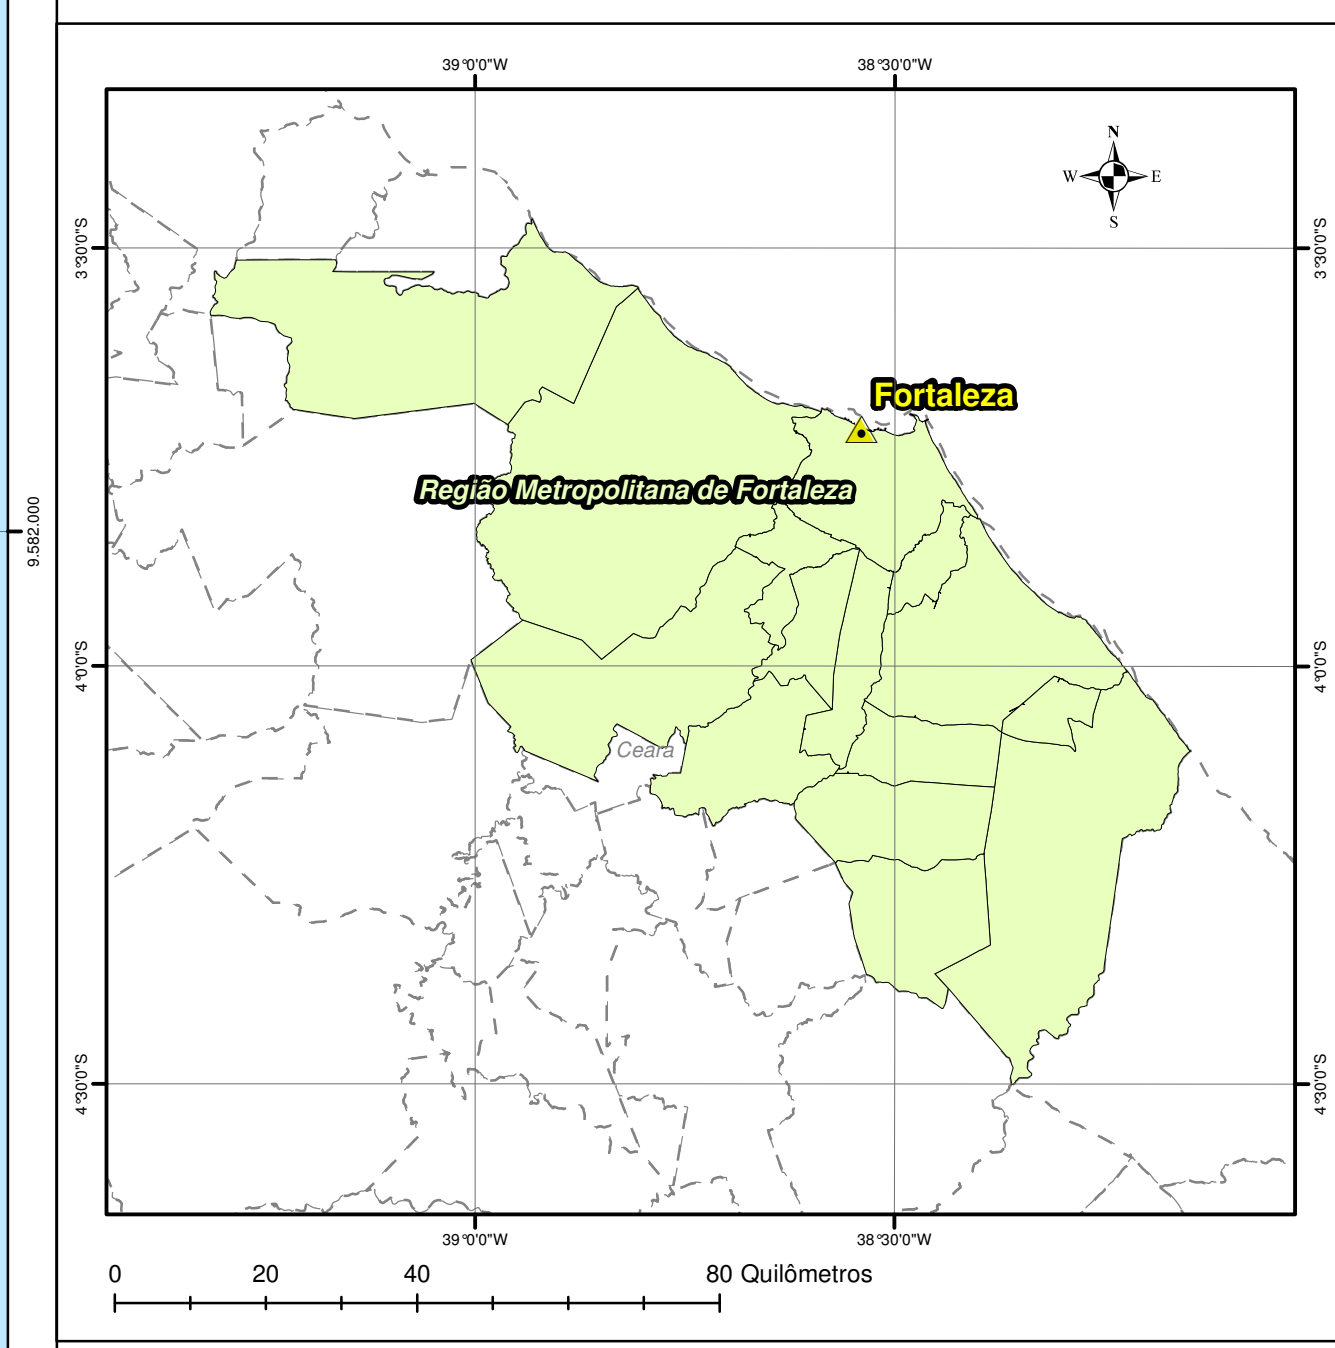 39°0'0"W
38°30'0"W
N
W
E
S
3°30'0"S
3°30'0"S
Fortaleza
Região Metropolitana de Fortaleza
9.582.000
4°0'0"S
4°0'0"S
Ceará
4°30'0"S
4°30'0"S
39°0'0"W
38°30'0"W
0 20 40 80 Quilômetros